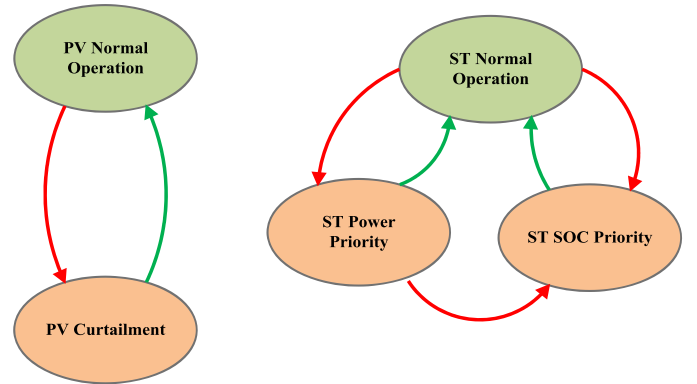 PV Normal
Operation
ST Normal
Operation
ST Power
Priority
ST SOC Priority
PV Curtailment